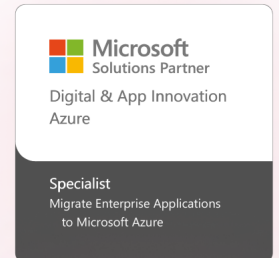 Microsoft
Solutions Partner
Digital & App Innovation
Azure
Specialist
Migrate Enterprise Applications
to Microsoft Azure